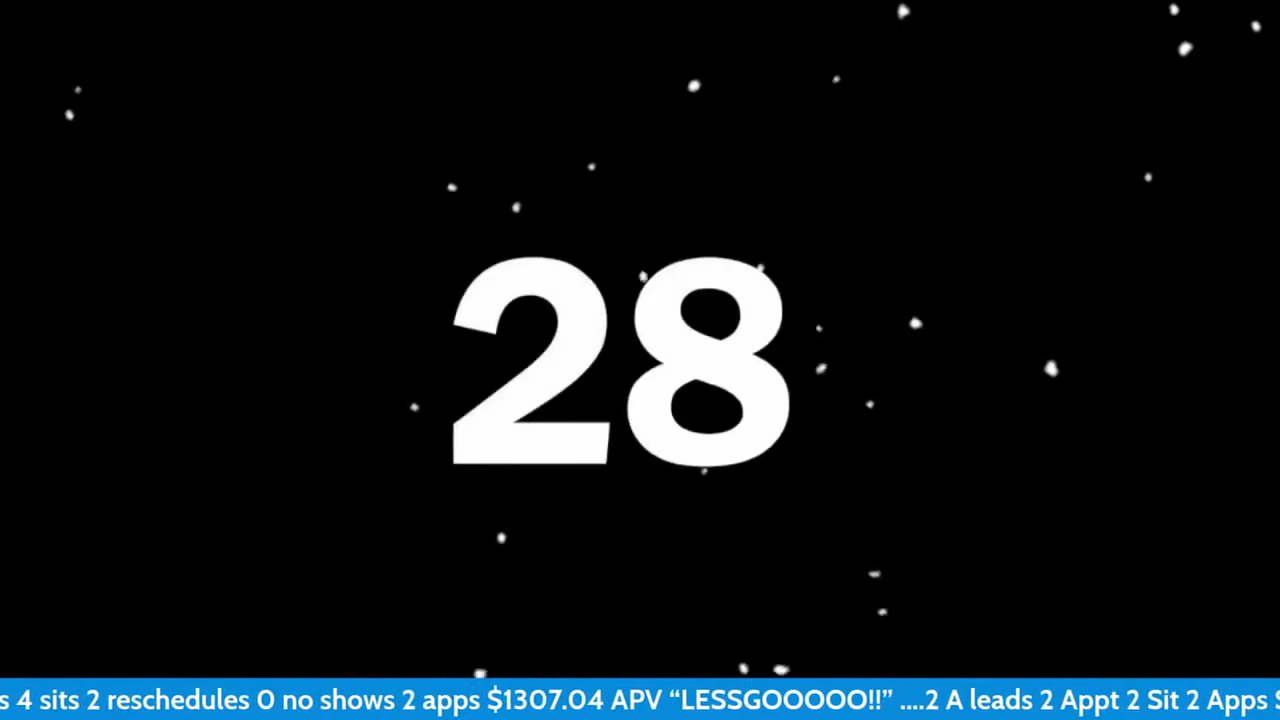 28
s 4 sits 2 reschedules 0 no shows 2 apps $1307.04 APV “LESSGOOOOO!!” ....2 A leads 2 Appt 2 Sit 2 Apps $